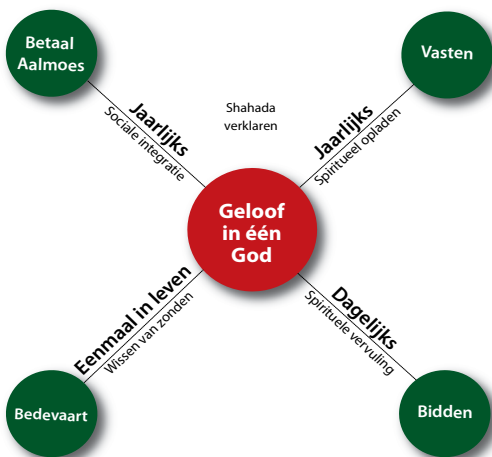 Betaal
Aalmoes
Vasten
Shahada
verklaren
Jaarlijks
Sociale integratie
Jaarlijks
Spiritueel opladen
Geloof
in één
God
Eenmaal in leven
Wissen van zonden
Dagelijks
Spirituele vervulling
Bedevaart
Bidden